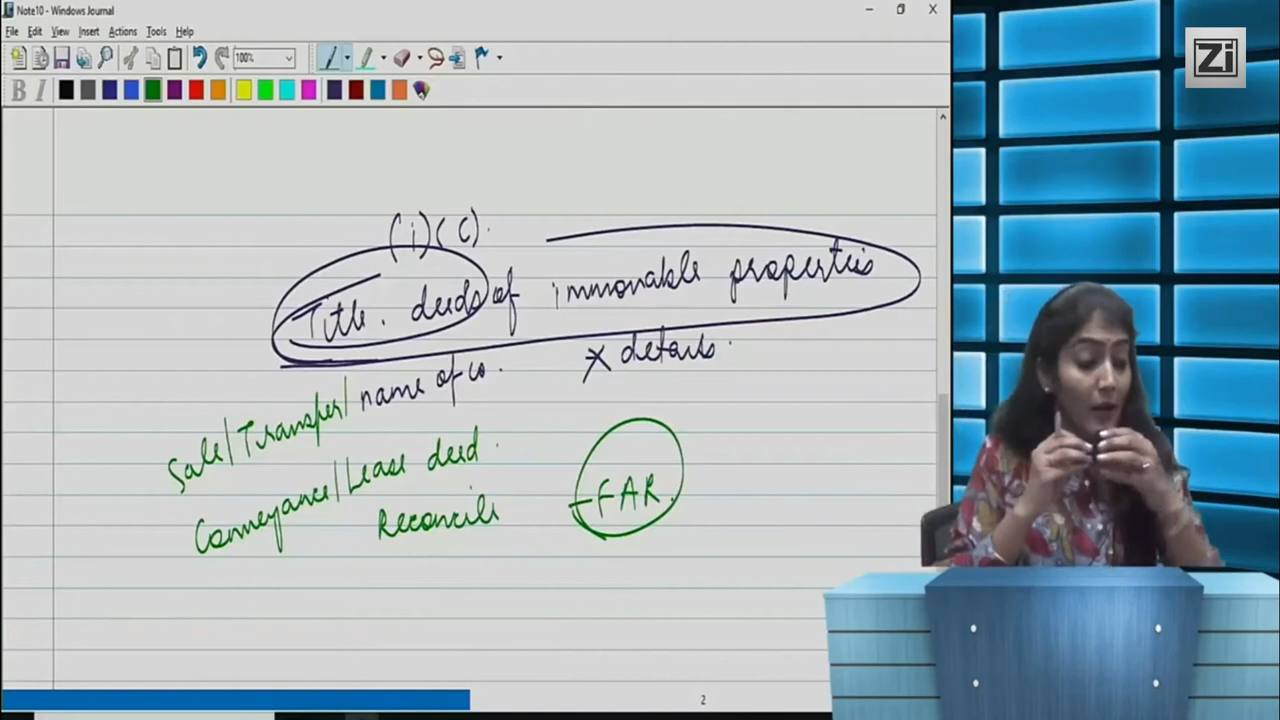 Note10 - Windows Journal
File Edit View Insert Actions Tools Help
100%
B I
Zi
(i)(c).
Title. deeds of immovable properties
name of co. X details.
Sale/Transfer/
Conveyance/Lease deed.
Reconcile FAR.
2